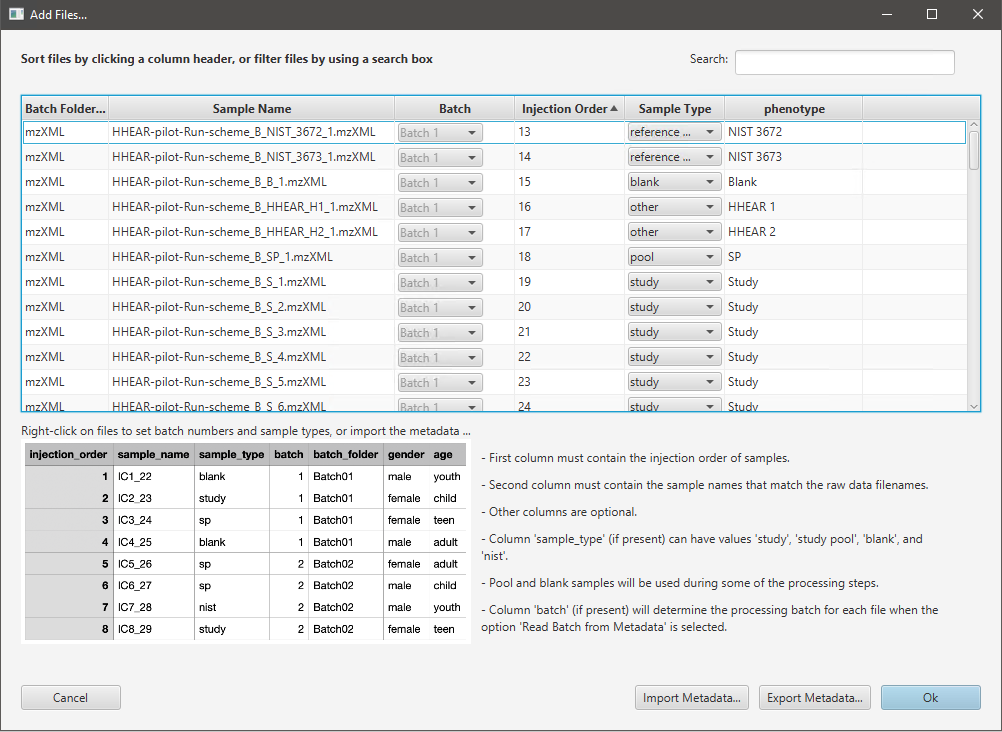 Add Files...
Sort files by clicking a column header, or filter files by using a search box
Search:
Batch Folder... Sample Name Batch Injection Order Sample Type phenotype
mzXML HHEAR-pilot-Run-scheme_B_NIST_3672_1.mzXML Batch 1 13 reference ... NIST 3672
mzXML HHEAR-pilot-Run-scheme_B_NIST_3673_1.mzXML Batch 1 14 reference ... NIST 3673
mzXML HHEAR-pilot-Run-scheme_B_B_1.mzXML Batch 1 15 blank Blank
mzXML HHEAR-pilot-Run-scheme_B_HHEAR_H1_1.mzXML Batch 1 16 other HHEAR 1
mzXML HHEAR-pilot-Run-scheme_B_HHEAR_H2_1.mzXML Batch 1 17 other HHEAR 2
mzXML HHEAR-pilot-Run-scheme_B_SP_1.mzXML Batch 1 18 pool SP
mzXML HHEAR-pilot-Run-scheme_B_S_1.mzXML Batch 1 19 study Study
mzXML HHEAR-pilot-Run-scheme_B_S_2.mzXML Batch 1 20 study Study
mzXML HHEAR-pilot-Run-scheme_B_S_3.mzXML Batch 1 21 study Study
mzXML HHEAR-pilot-Run-scheme_B_S_4.mzXML Batch 1 22 study Study
mzXML HHEAR-pilot-Run-scheme_B_S_5.mzXML Batch 1 23 study Study
mzXML HHEAR-pilot-Run-scheme_B_S_6.mzXML Batch 1 24 study Study
Right-click on files to set batch numbers and sample types, or import the metadata ...
injection_order sample_name sample_type batch batch_folder gender age
1 IC1_22 blank 1 Batch01 male youth
2 IC2_23 study 1 Batch01 female child
3 IC3_24 sp 1 Batch01 female teen
4 IC4_25 blank 1 Batch01 male adult
5 IC5_26 sp 2 Batch02 female adult
6 IC6_27 sp 2 Batch02 male child
7 IC7_28 nist 2 Batch02 male youth
8 IC8_29 study 2 Batch02 female teen
- First column must contain the injection order of samples.
- Second column must contain the sample names that match the raw data filenames.
- Other columns are optional.
- Column 'sample_type' (if present) can have values 'study', 'study pool', 'blank', and
'nist'.
- Pool and blank samples will be used during some of the processing steps.
- Column 'batch' (if present) will determine the processing batch for each file when the
option 'Read Batch from Metadata' is selected.
Cancel Import Metadata... Export Metadata... Ok